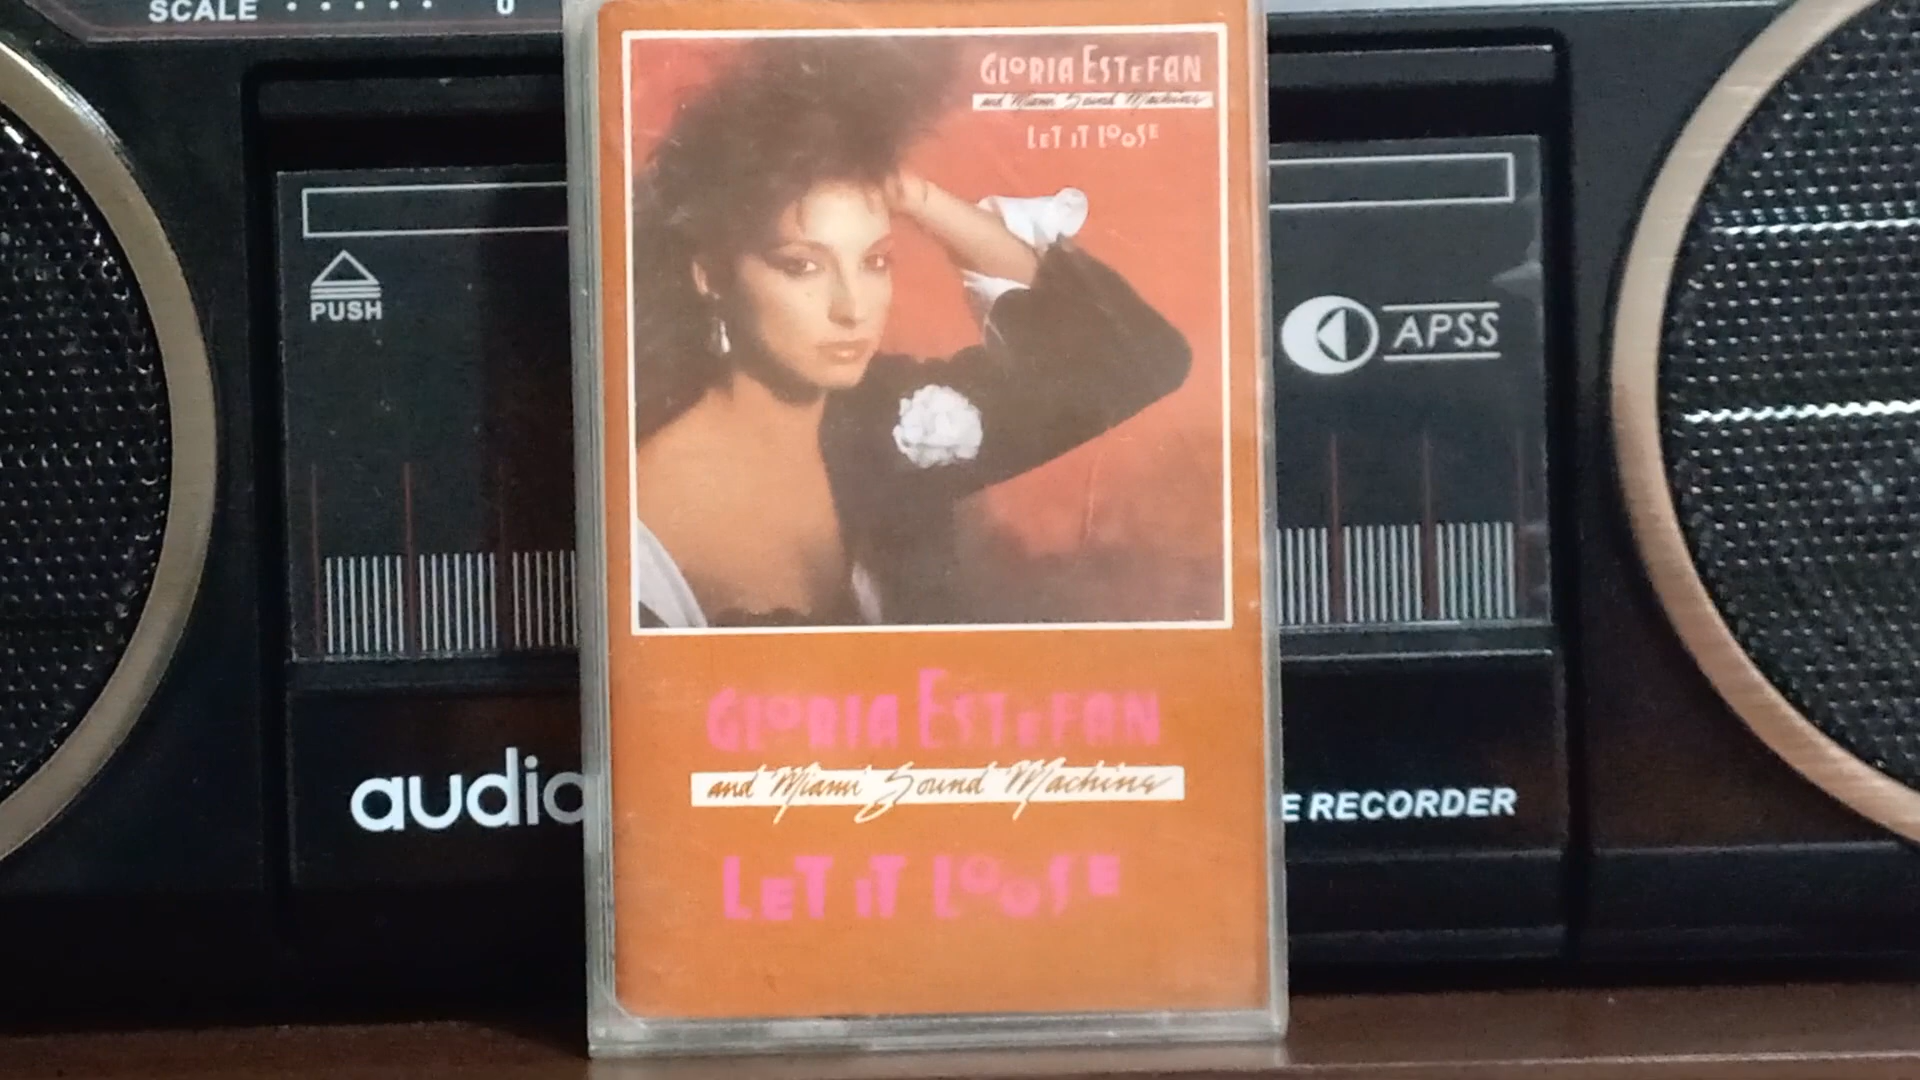 SCALE 0
GLORIA ESTEFAN
and Miami Sound Machine
LET IT LOOSE
PUSH
APSS
GLORIA ESTEFAN
and Miami Sound Machine
LET IT LOOSE
audio
E RECORDER